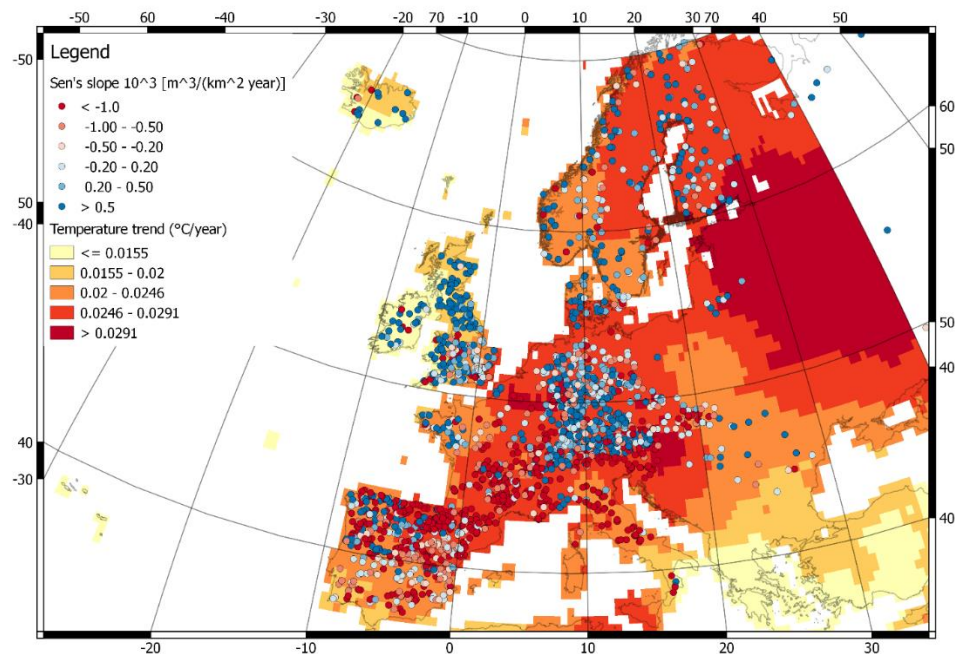 -50 -40 -30 -20 70 -10 0 10 20 30 70 40 50
-50
Legend
Sen's slope 10^3 [m^3/(km^2 year)]
< -1.0
-1.00 - -0.50
-0.50 - -0.20
-0.20 - 0.20
0.20 - 0.50
> 0.5
Temperature trend (°C/year)
<= 0.0155
0.0155 - 0.02
0.02 - 0.0246
0.0246 - 0.0291
> 0.0291
50
-40
40
-30
60
50
50
40
40
-20 -10 0 10 20 30